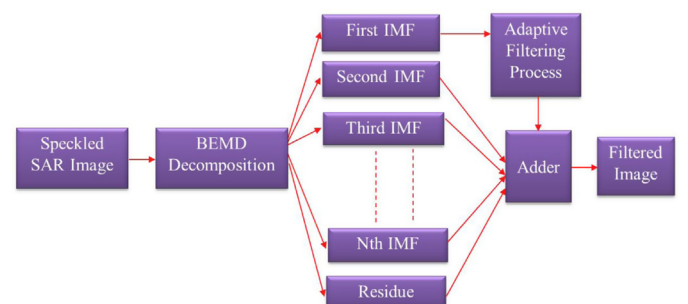 Speckled
SAR Image
BEMD
Decomposition
First IMF
Second IMF
Third IMF
Nth IMF
Residue
Adaptive
Filtering
Process
Adder
Filtered
Image